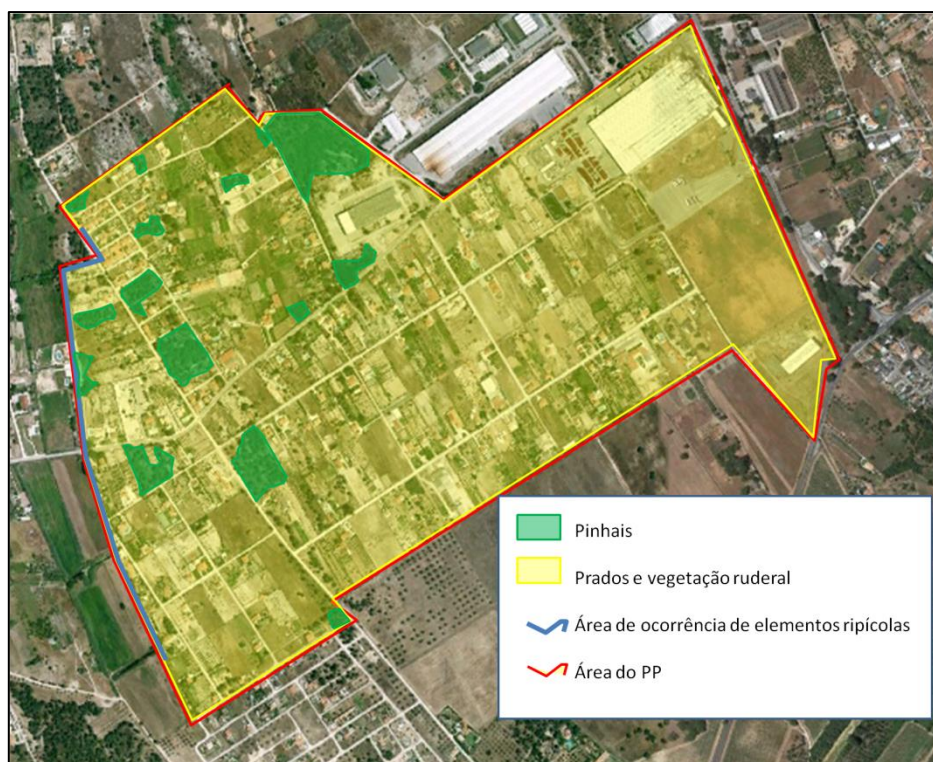 Pinhais
Prados e vegetação ruderal
Área de ocorrência de elementos ripícolas
Área do PP